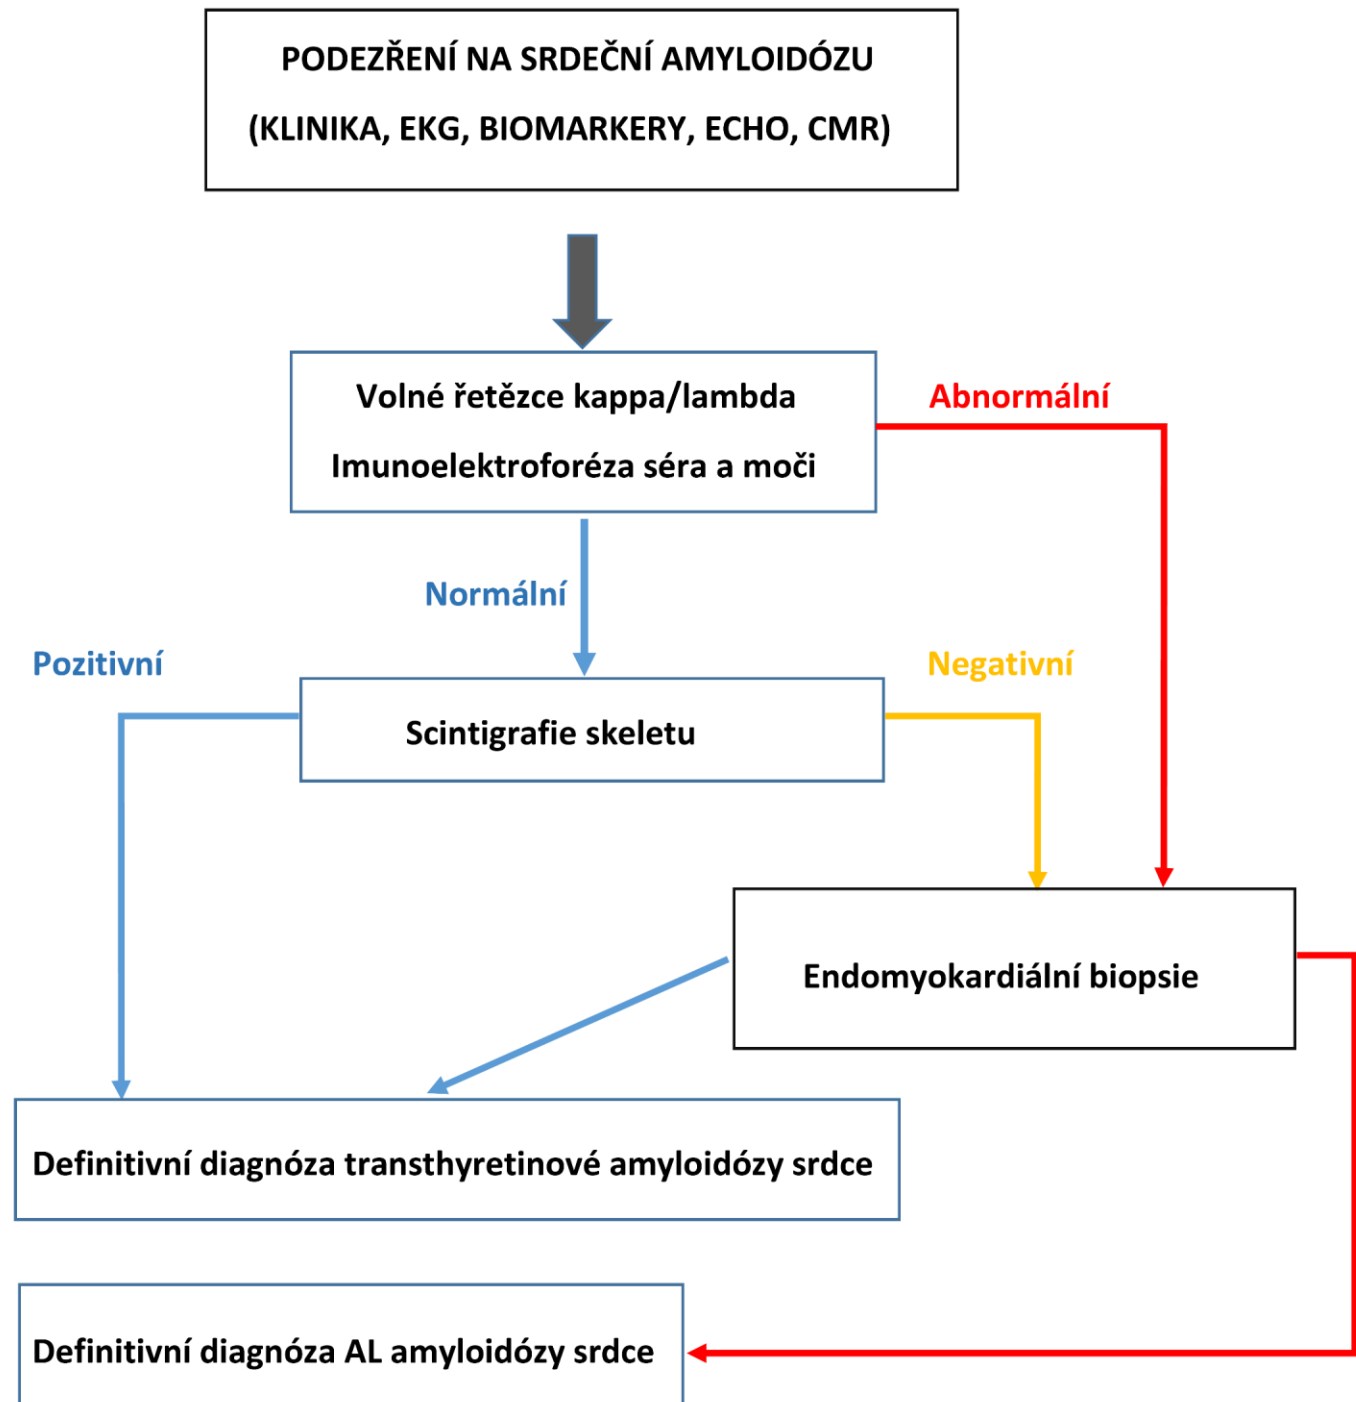 PODEZŘENÍ NA SRDEČNÍ AMYLOIDÓZU
(KLINIKA, EKG, BIOMARKERY, ECHO, CMR)
Volné řetězce kappa/lambda
Imunoelektroforéza séra a moči
Abnormální
Normální
Pozitivní
Negativní
Scintigrafie skeletu
Endomyokardiální biopsie
Definitivní diagnóza transthyretinové amyloidózy srdce
Definitivní diagnóza AL amyloidózy srdce